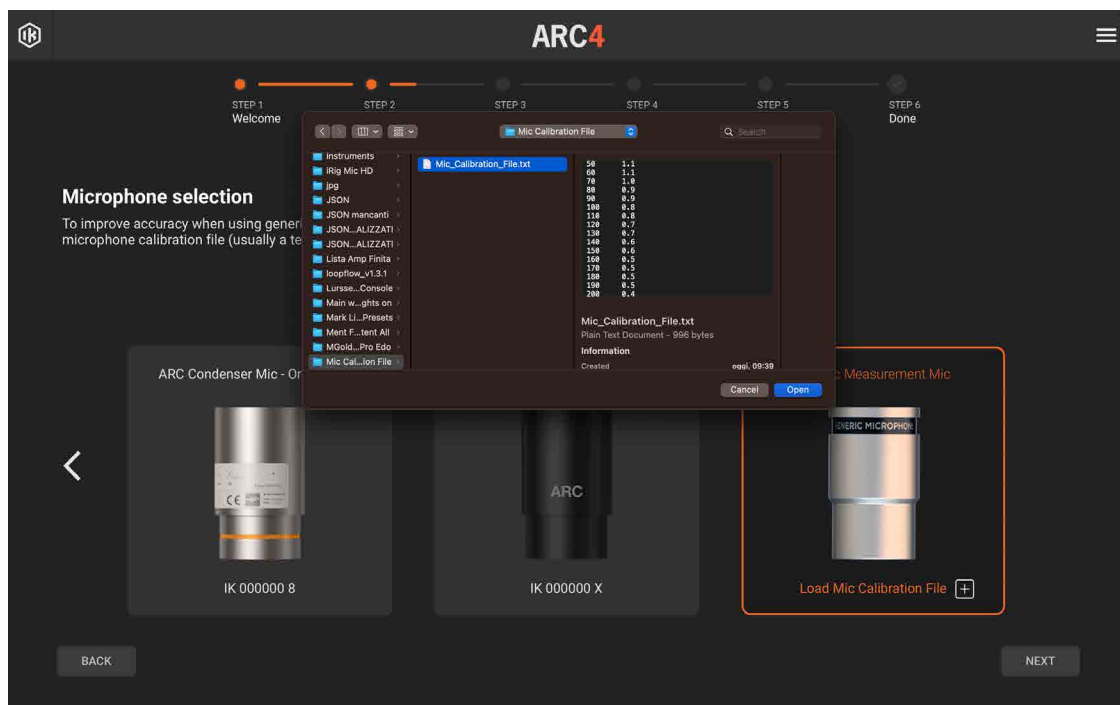 ARC4
STEP 1
Welcome
STEP 2
STEP 3
STEP 4
STEP 5
STEP 6
Done
Mic Calibration File
Search
Instruments
iRig Mic HD
jpg
JSON
JSON mancanti
JSON...ALIZZATI
JSON...ALIZZATI
Lista Amp Finita
loopflow_v1.3.1
Lursse...Console
Main w...ghts on
Mark Li...Presets
Ment F...tent All
MGold...Pro Edo
Mic Cal...ion File
Mic_Calibration_File.txt
50 1.1
60 1.1
70 1.0
80 0.9
90 0.9
100 0.8
110 0.8
120 0.7
130 0.7
140 0.6
150 0.6
160 0.5
170 0.5
180 0.5
190 0.5
200 0.4
Mic_Calibration_File.txt
Plain Text Document - 996 bytes
Information
Created oggi, 09:39
Cancel
Open
Microphone selection
To improve accuracy when using gener
microphone calibration file (usually a te
ARC Condenser Mic - Or
IK 000000 8
ARC
IK 000000 X
Measurement Mic
GENERIC MICROPHONE
Load Mic Calibration File +
BACK
NEXT